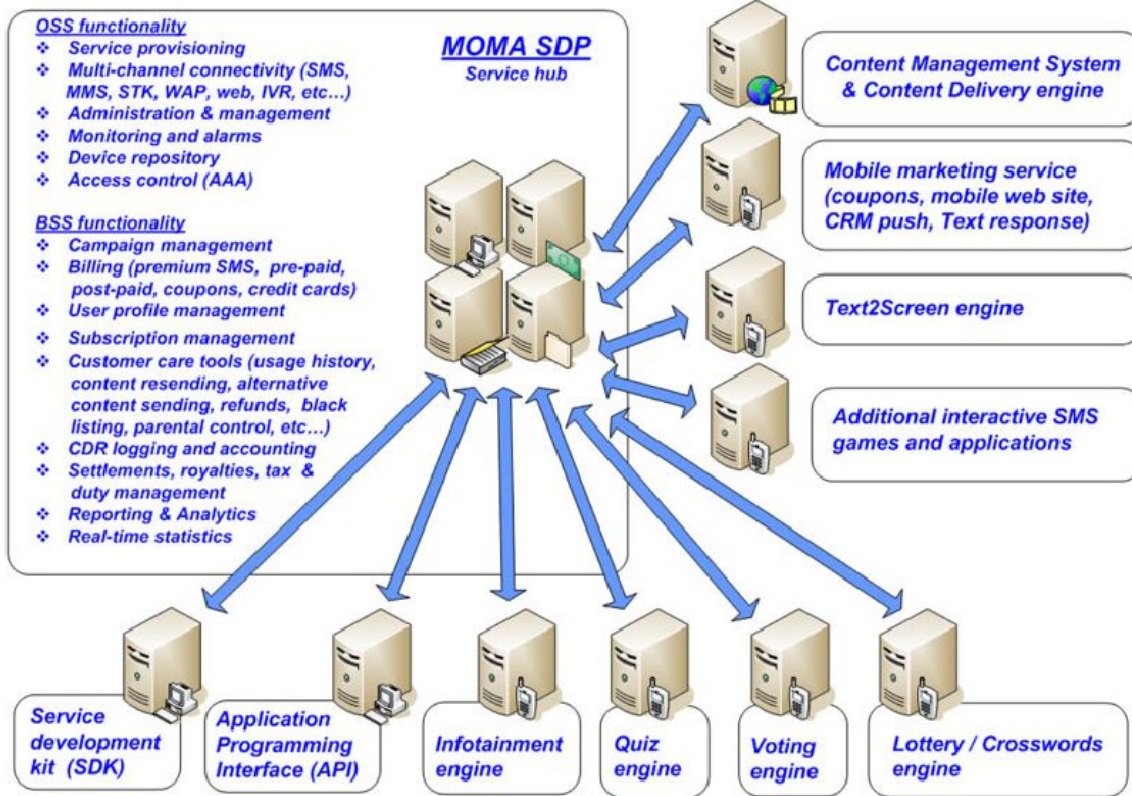 OSS functionality
❖ Service provisioning
❖ Multi-channel connectivity (SMS,
MMS, STK, WAP, web, IVR, etc…)
❖ Administration & management
❖ Monitoring and alarms
❖ Device repository
❖ Access control (AAA)
BSS functionality
❖ Campaign management
❖ Billing (premium SMS, pre-paid,
post-paid, coupons, credit cards)
❖ User profile management
❖ Subscription management
❖ Customer care tools (usage history,
content resending, alternative
content sending, refunds, black
listing, parental control, etc…)
❖ CDR logging and accounting
❖ Settlements, royalties, tax &
duty management
❖ Reporting & Analytics
❖ Real-time statistics
MOMA SDP
Service hub
Content Management System
& Content Delivery engine
Mobile marketing service
(coupons, mobile web site,
CRM push, Text response)
Text2Screen engine
Additional interactive SMS
games and applications
Service
development
kit (SDK)
Application
Programming
Interface (API)
Infotainment
engine
Quiz
engine
Voting
engine
Lottery / Crosswords
engine